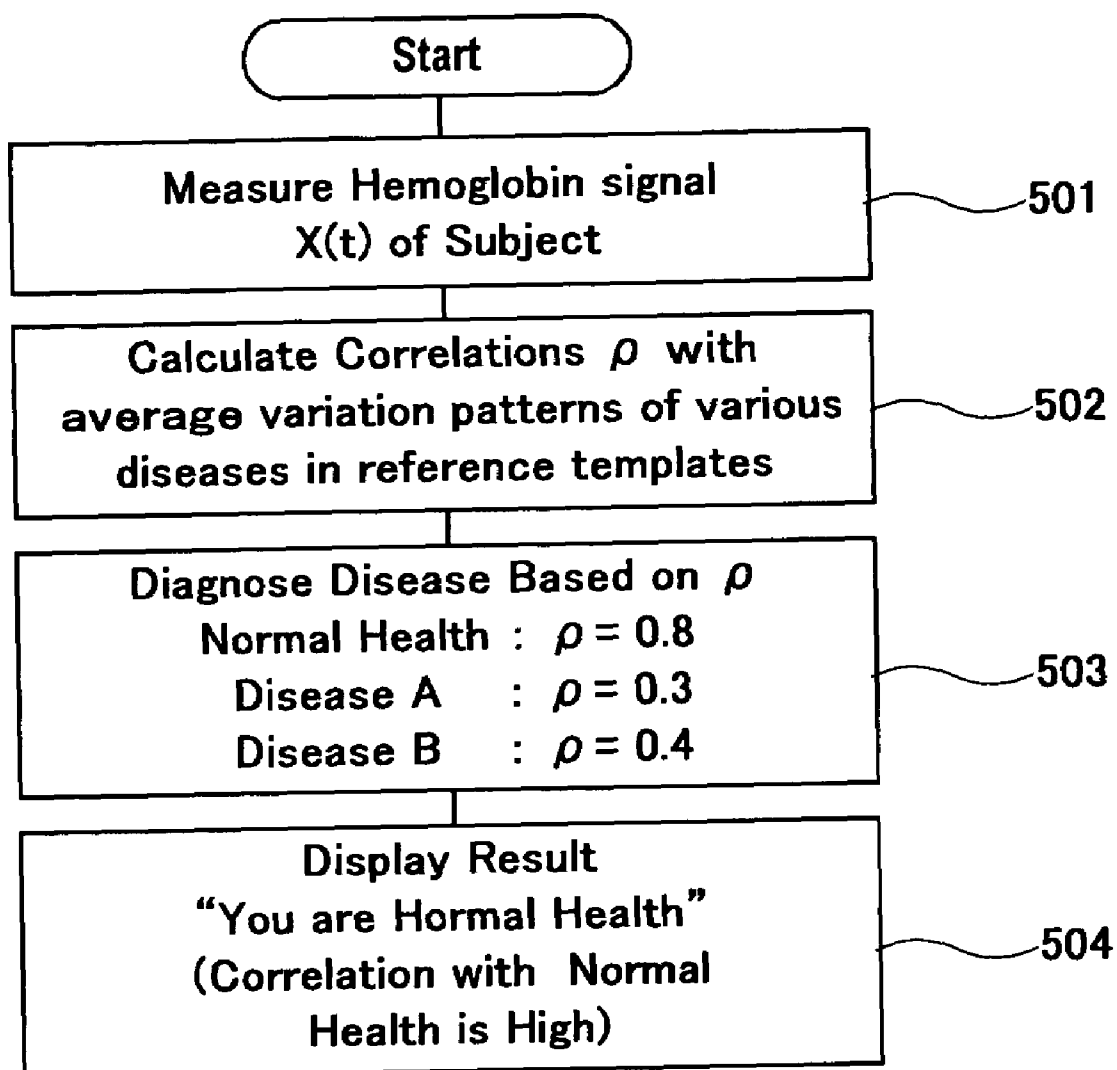 Start
Measure Hemoglobin signal
X(t) of Subject
501
Calculate Correlations ρ with
average variation patterns of various
diseases in reference templates
502
Diagnose Disease Based on ρ
Normal Health : ρ = 0.8
Disease A : ρ = 0.3
Disease B : ρ = 0.4
503
Display Result
“You are Hormal Health”
(Correlation with Normal
Health is High)
504